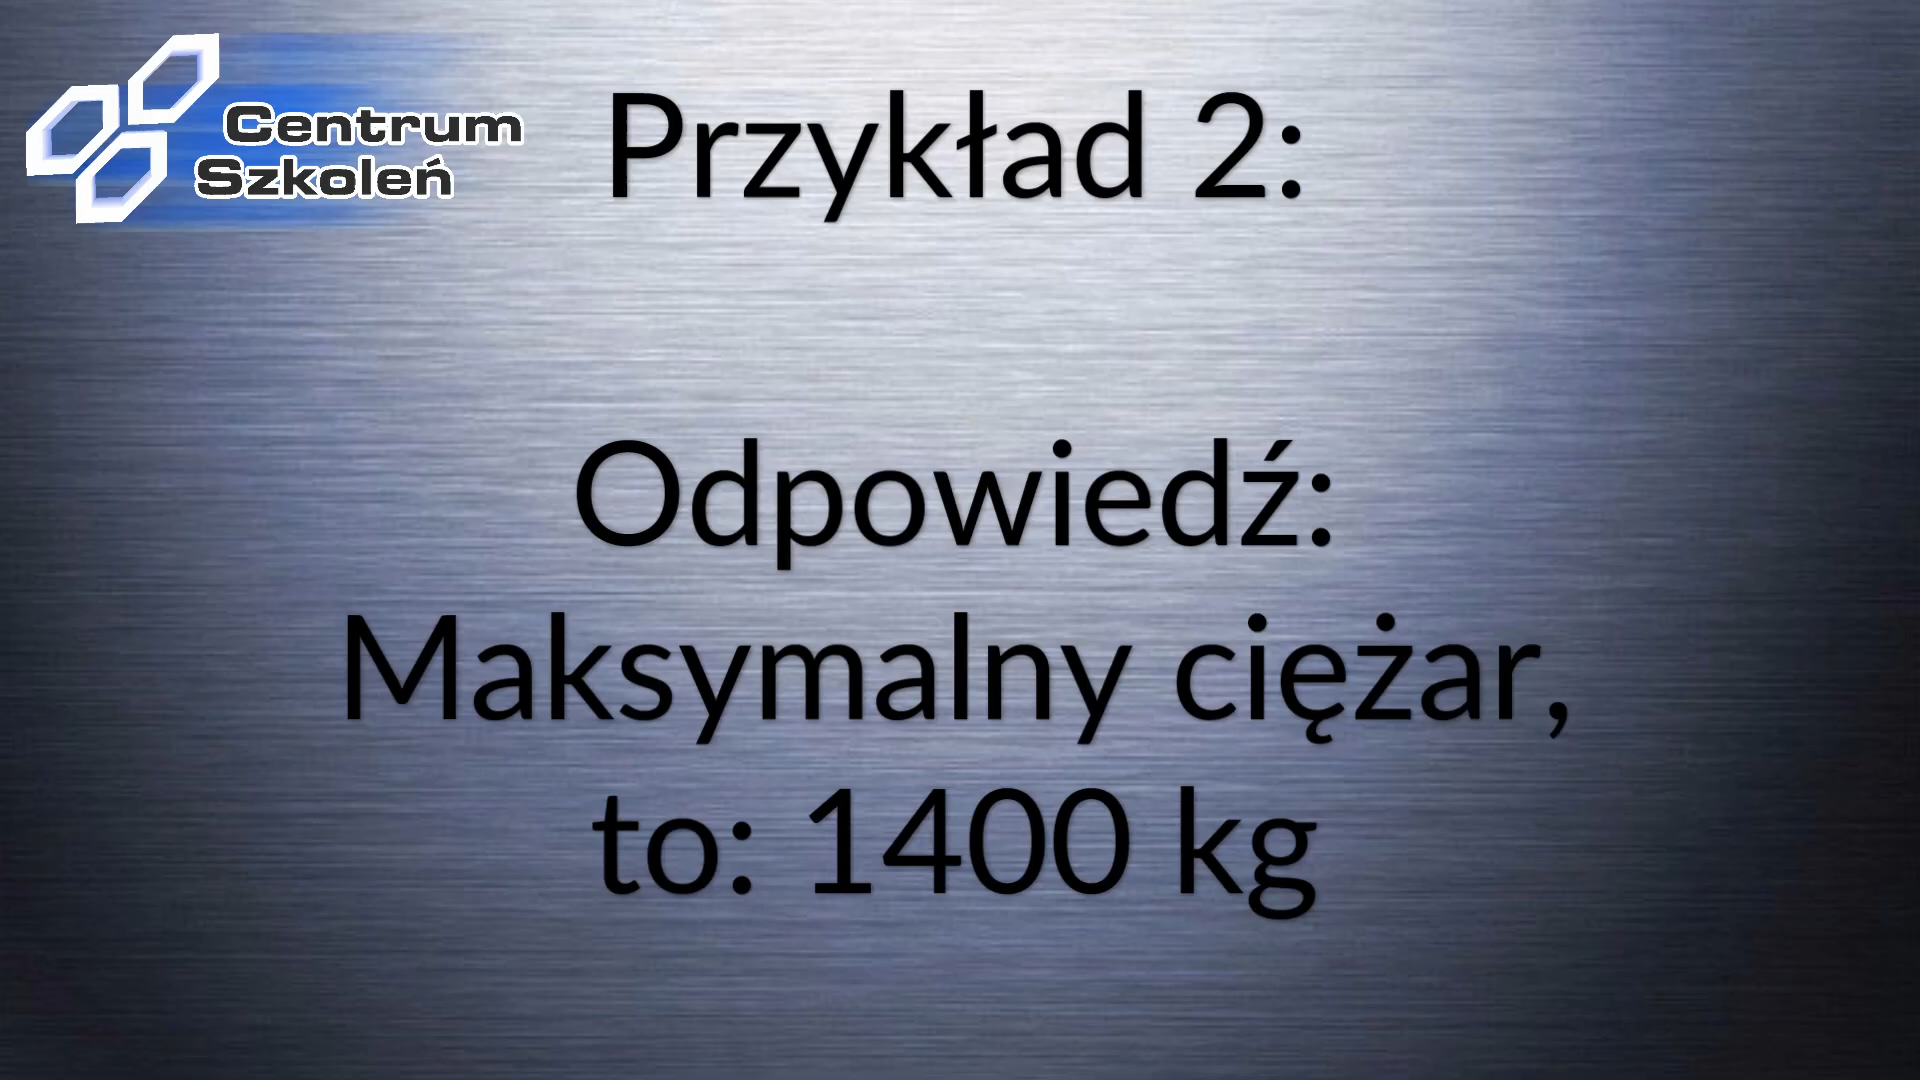 Centrum
Szkoleń
Przykład 2:
Odpowiedź:
Maksymalny ciężar,
to: 1400 kg